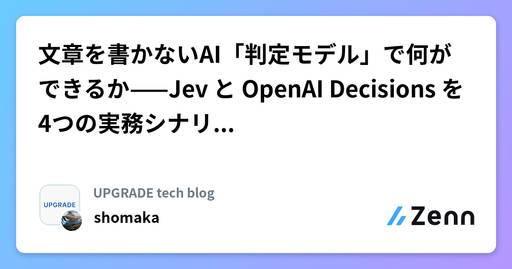 文章を書かないAI「判定モデル」で何が
できるか——Jev と OpenAI Decisions を
4つの実務シナリ...
UPGRADE
UPGRADE tech blog
shomaka
Zenn